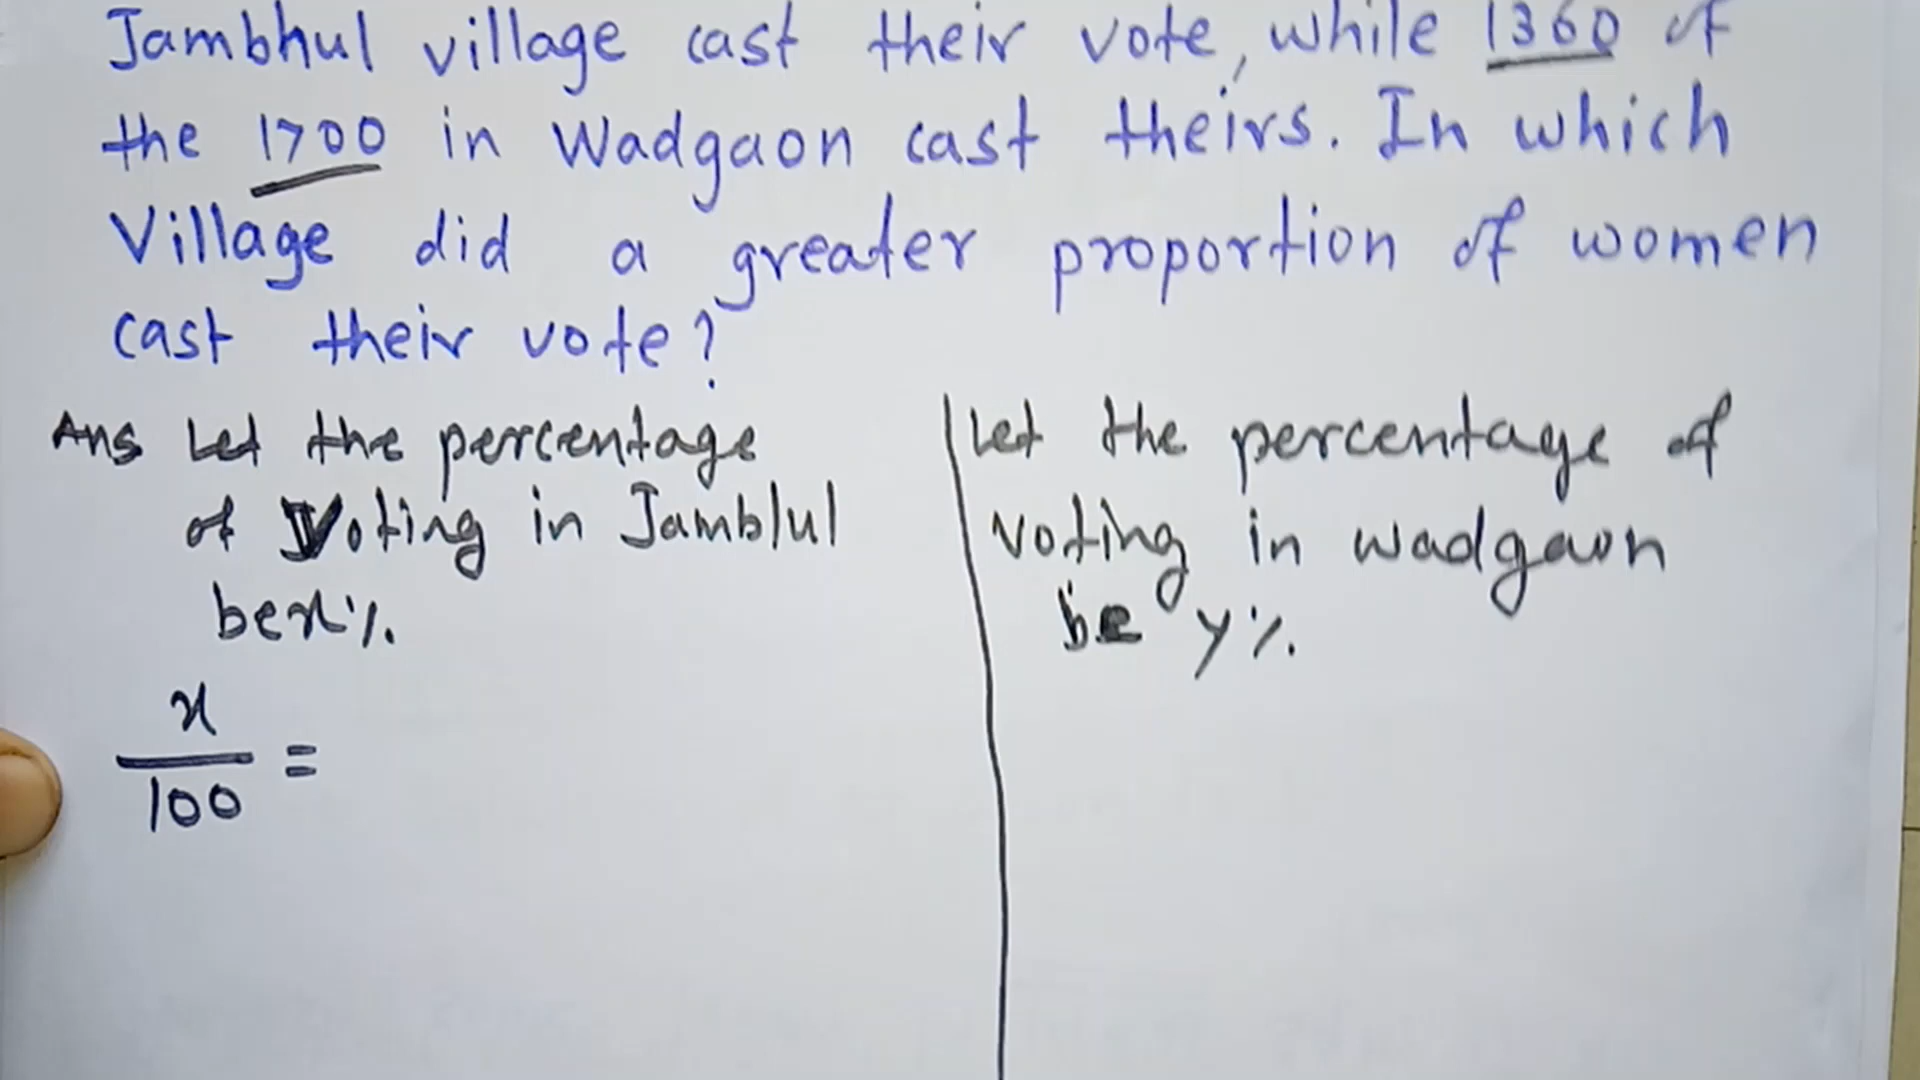 Jambhul village cast their vote, while 1360 of
the 1700 in Wadgaon cast theirs. In which
Village did a greater proportion of women
cast their vote?
Ans Let the percentage
of Voting in Jamblul
be x%.
x
100 =
Let the percentage of
voting in wadgaon
be y%.